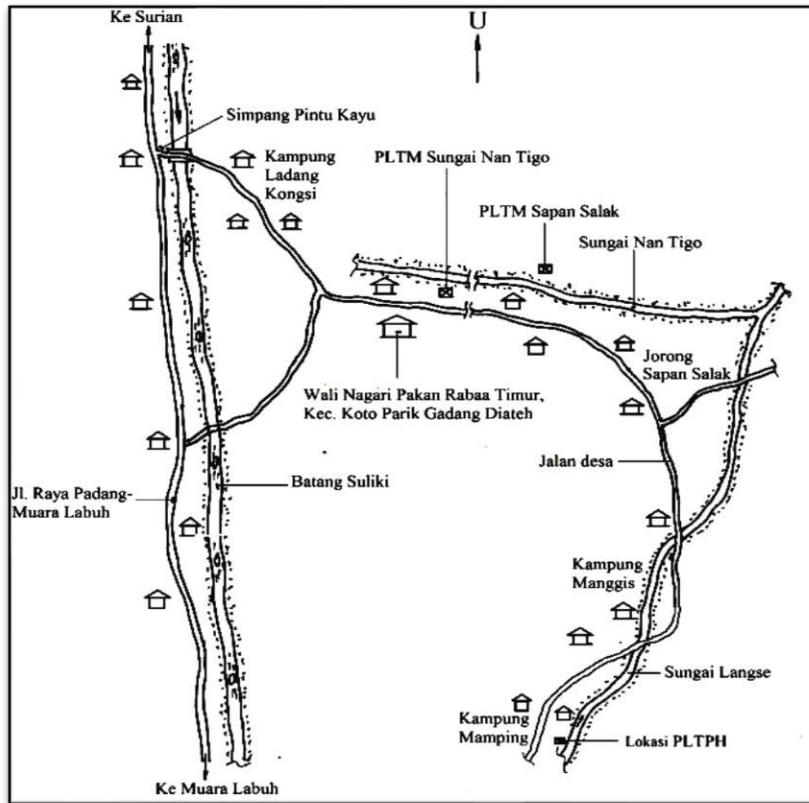 Ke Surian
U
Simpang Pintu Kayu
Kampung
Ladang
Kongsi
PLTM Sungai Nan Tigo
PLTM Sapan Salak
Sungai Nan Tigo
Jorong
Sapan Salak
Wali Nagari Pakan Rabaa Timur,
Kec. Koto Parik Gadang Diateh
Jalan desa
Batang Suliki
Jl. Raya Padang-
Muara Labuh
Kampung
Manggis
Sungai Langse
Kampung
Mamping
Lokasi PLTPH
Ke Muara Labuh